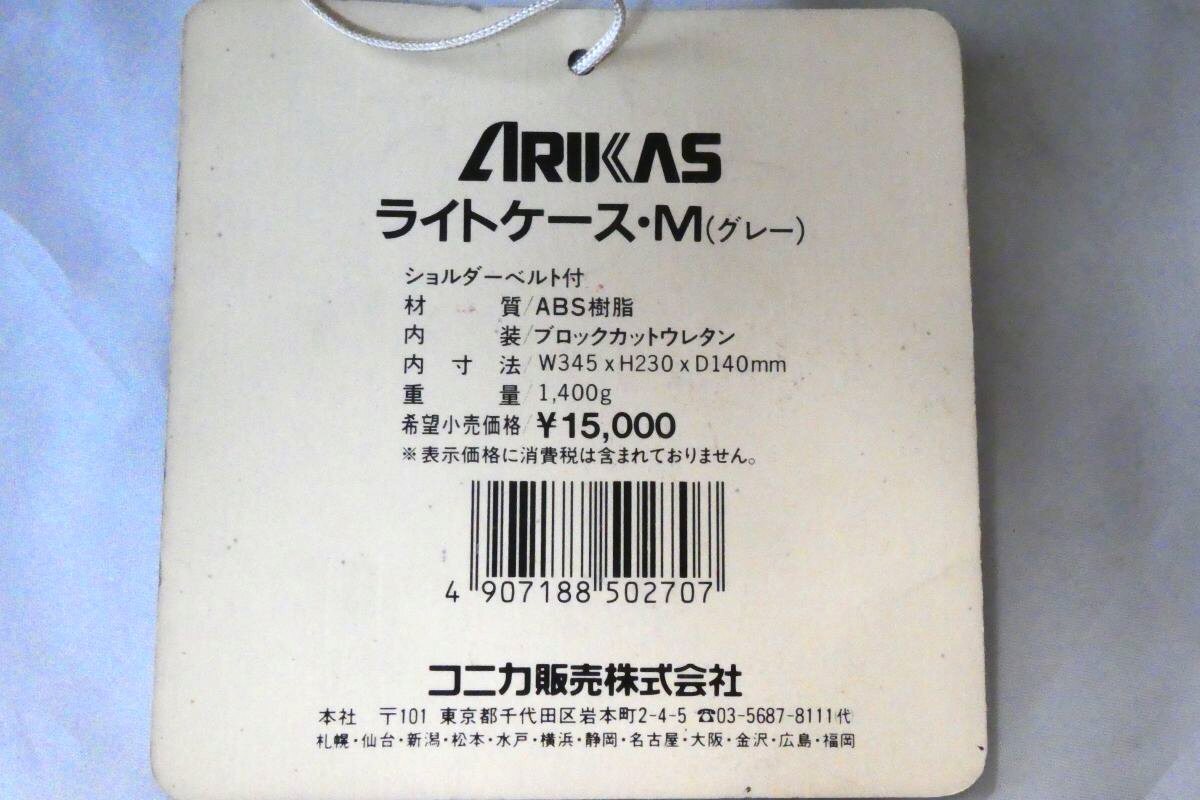 ARIKAS
ライトケース・M(グレー)
ショルダーベルト付
材質/ABS樹脂
内装/ブロックカットウレタン
内寸法/W345 x H230 x D140mm
重量/1,400g
希望小売価格/¥15,000
※表示価格に消費税は含まれておりません。
4 907188 502707
コニカ販売株式会社
本社 〒101 東京都千代田区岩本町2-4-5 ☎03-5687-8111代
札幌・仙台・新潟・松本・水戸・横浜・静岡・名古屋・大阪・金沢・広島・福岡